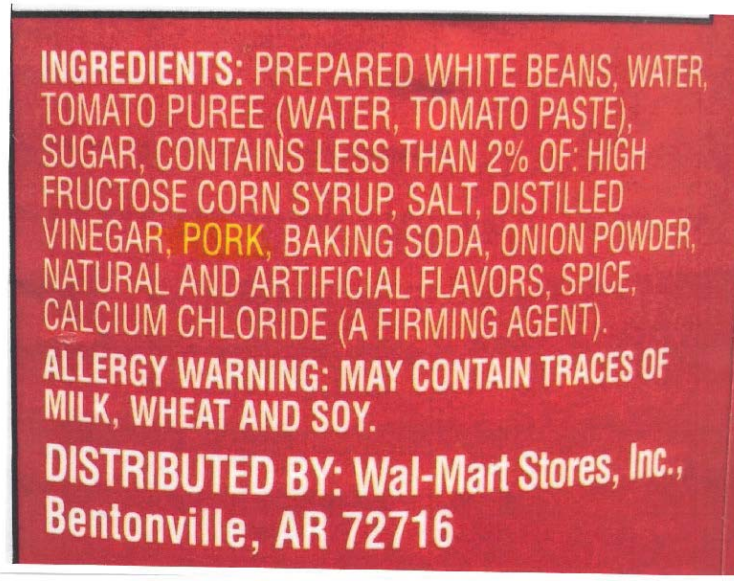 INGREDIENTS: PREPARED WHITE BEANS, WATER,
TOMATO PUREE (WATER, TOMATO PASTE),
SUGAR, CONTAINS LESS THAN 2% OF: HIGH
FRUCTOSE CORN SYRUP, SALT, DISTILLED
VINEGAR, PORK, BAKING SODA, ONION POWDER,
NATURAL AND ARTIFICIAL FLAVORS, SPICE,
CALCIUM CHLORIDE (A FIRMING AGENT).
ALLERGY WARNING: MAY CONTAIN TRACES OF
MILK, WHEAT AND SOY.
DISTRIBUTED BY: Wal-Mart Stores, Inc.,
Bentonville, AR 72716